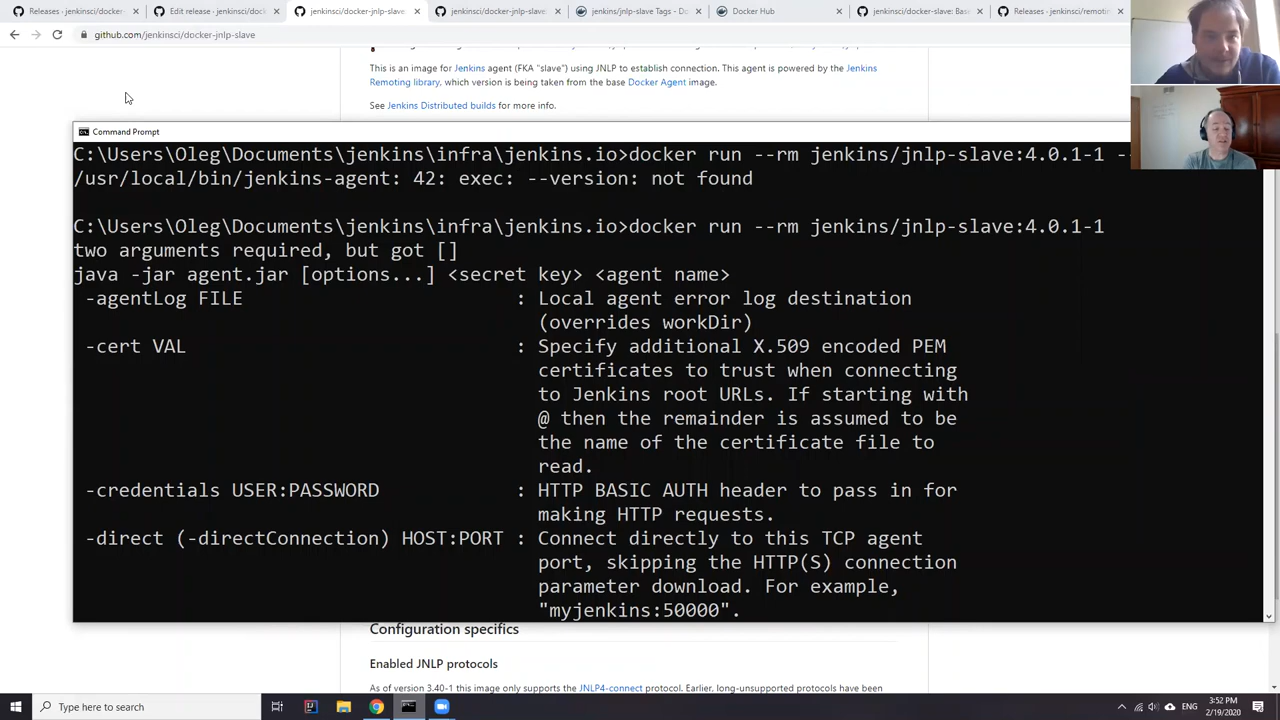 jenkinsci/docker-
Edit release · jenkinsci/doc
jenkinsci/docker-jnlp-slave
jenkinsci/docker-jnlp-slave:
jenkins/jnlp-slave Tags - Do
Docker Hub
jenkinsci/docker-slave: Bas
Releases · jenkinsci/remotin
github.com/jenkinsci/docker-jnlp-slave
This is an image for Jenkins agent (FKA "slave") using JNLP to establish connection. This agent is powered by the Jenkins
Remoting library, which version is being taken from the base Docker Agent image.
See Jenkins Distributed builds for more info.
Command Prompt
C:\Users\Oleg\Documents\jenkins\infra\jenkins.io>docker run --rm jenkins/jnlp-slave:4.0.1-1 --
/usr/local/bin/jenkins-agent: 42: exec: --version: not found
C:\Users\Oleg\Documents\jenkins\infra\jenkins.io>docker run --rm jenkins/jnlp-slave:4.0.1-1
two arguments required, but got []
java -jar agent.jar [options...] <secret key> <agent name>
-agentLog FILE : Local agent error log destination
(overrides workDir)
-cert VAL : Specify additional X.509 encoded PEM
certificates to trust when connecting
to Jenkins root URLs. If starting with
@ then the remainder is assumed to be
the name of the certificate file to
read.
-credentials USER:PASSWORD : HTTP BASIC AUTH header to pass in for
making HTTP requests.
-direct (-directConnection) HOST:PORT : Connect directly to this TCP agent
port, skipping the HTTP(S) connection
parameter download. For example,
"myjenkins:50000".
Configuration specifics
Enabled JNLP protocols
As of version 3.40-1 this image only supports the JNLP4-connect protocol. Earlier, long-unsupported protocols have been
Type here to search
ENG
3:52 PM
2/19/2020